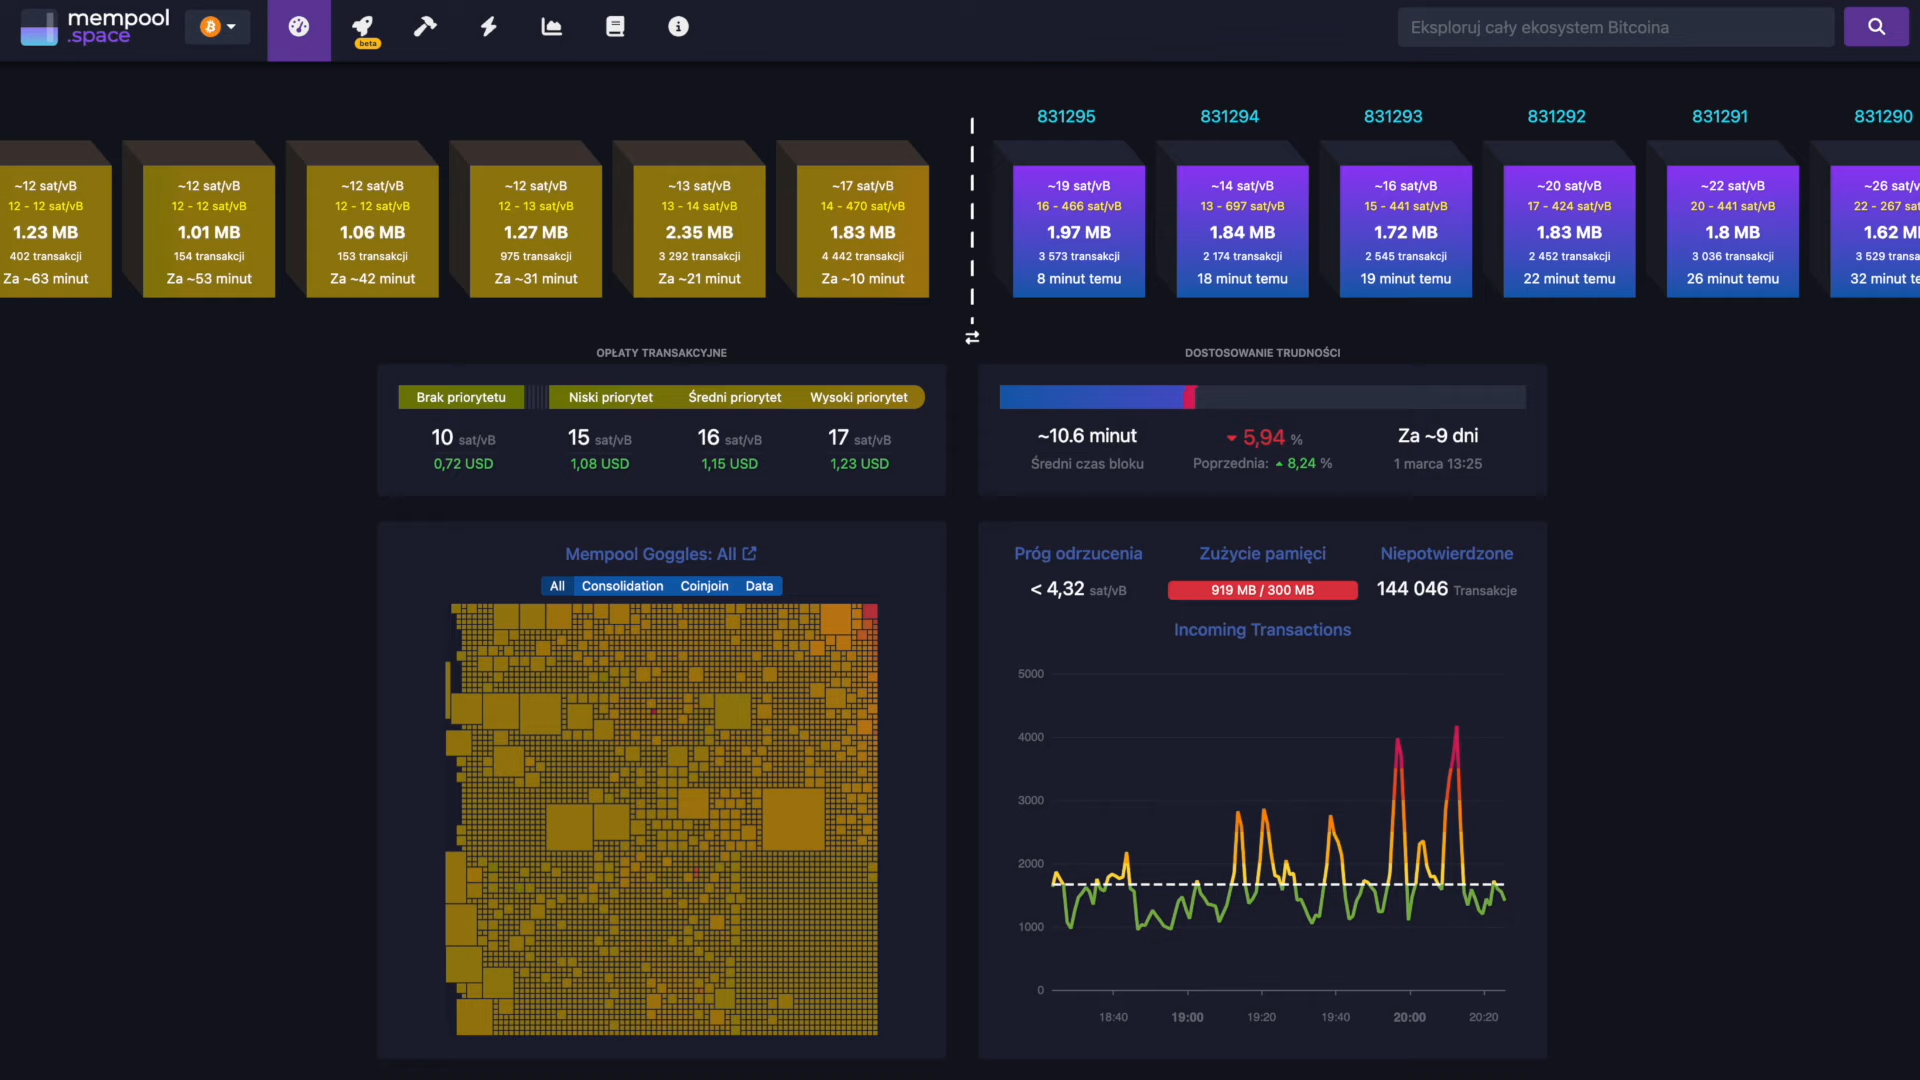 mempool
.space
beta
Eksploruj cały ekosystem Bitcoina
~12 sat/vB
12 - 12 sat/vB
1.23 MB
402 transakcji
Za ~63 minut
~12 sat/vB
12 - 12 sat/vB
1.01 MB
154 transakcji
Za ~53 minut
~12 sat/vB
12 - 12 sat/vB
1.06 MB
153 transakcji
Za ~42 minut
~12 sat/vB
12 - 13 sat/vB
1.27 MB
975 transakcji
Za ~31 minut
~13 sat/vB
13 - 14 sat/vB
2.35 MB
3 292 transakcji
Za ~21 minut
~17 sat/vB
14 - 470 sat/vB
1.83 MB
4 442 transakcji
Za ~10 minut
831295
~19 sat/vB
16 - 466 sat/vB
1.97 MB
3 573 transakcji
8 minut temu
831294
~14 sat/vB
13 - 697 sat/vB
1.84 MB
2 174 transakcji
18 minut temu
831293
~16 sat/vB
15 - 441 sat/vB
1.72 MB
2 545 transakcji
19 minut temu
831292
~20 sat/vB
17 - 424 sat/vB
1.83 MB
2 452 transakcji
22 minut temu
831291
~22 sat/vB
20 - 441 sat/vB
1.8 MB
3 036 transakcji
26 minut temu
831290
~26 sat/v
22 - 267 sat
1.62 M
3 529 transa
32 minut te
OPŁATY TRANSAKCYJNE
Brak priorytetu Niski priorytet Średni priorytet Wysoki priorytet
10 sat/vB 15 sat/vB 16 sat/vB 17 sat/vB
0,72 USD 1,08 USD 1,15 USD 1,23 USD
DOSTOSOWANIE TRUDNOŚCI
~10.6 minut 5,94 % Za ~9 dni
Średni czas bloku Poprzednia: 8,24 % 1 marca 13:25
Mempool Goggles: All
All Consolidation Coinjoin Data
Próg odrzucenia Zużycie pamięci Niepotwierdzone
< 4,32 sat/vB 919 MB / 300 MB 144 046 Transakcje
Incoming Transactions
5000
4000
3000
2000
1000
0
18:40 19:00 19:20 19:40 20:00 20:20